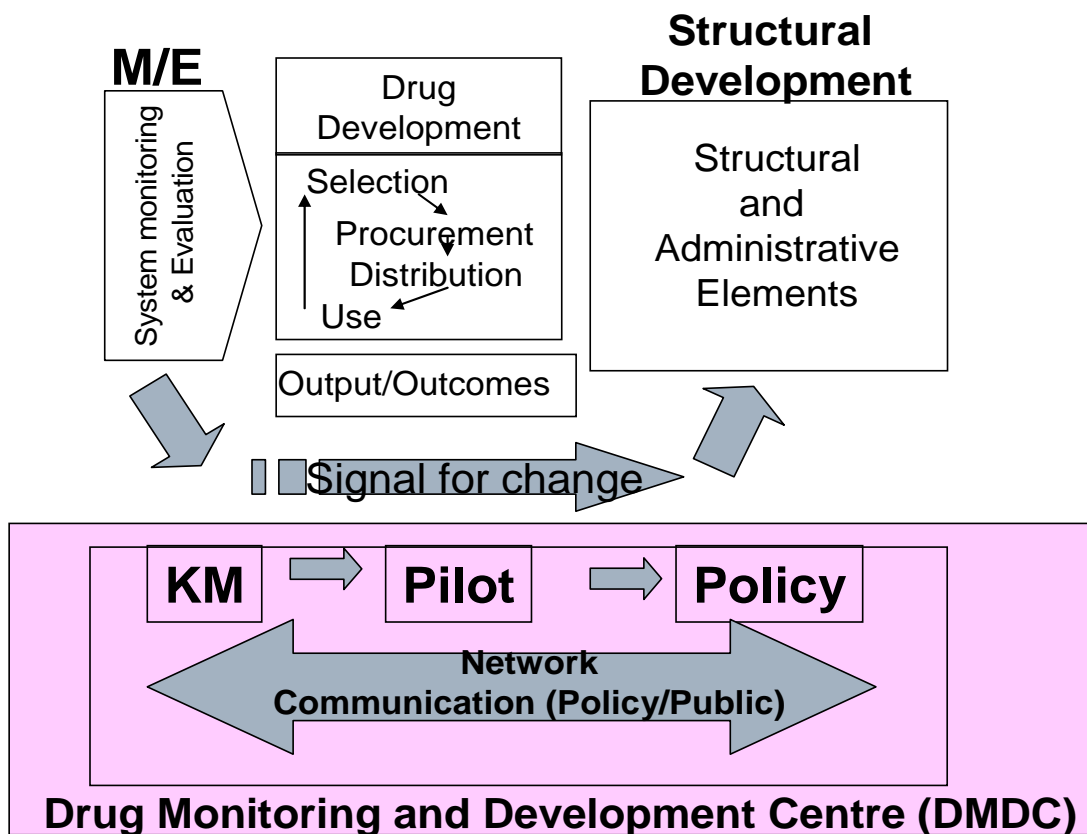 M/E
System monitoring
& Evaluation
Drug
Development
Selection
Procurement
Distribution
Use
Output/Outcomes
Structural
Development
Structural
and
Administrative
Elements
Signal for change
KM
Pilot
Policy
Network
Communication (Policy/Public)
Drug Monitoring and Development Centre (DMDC)